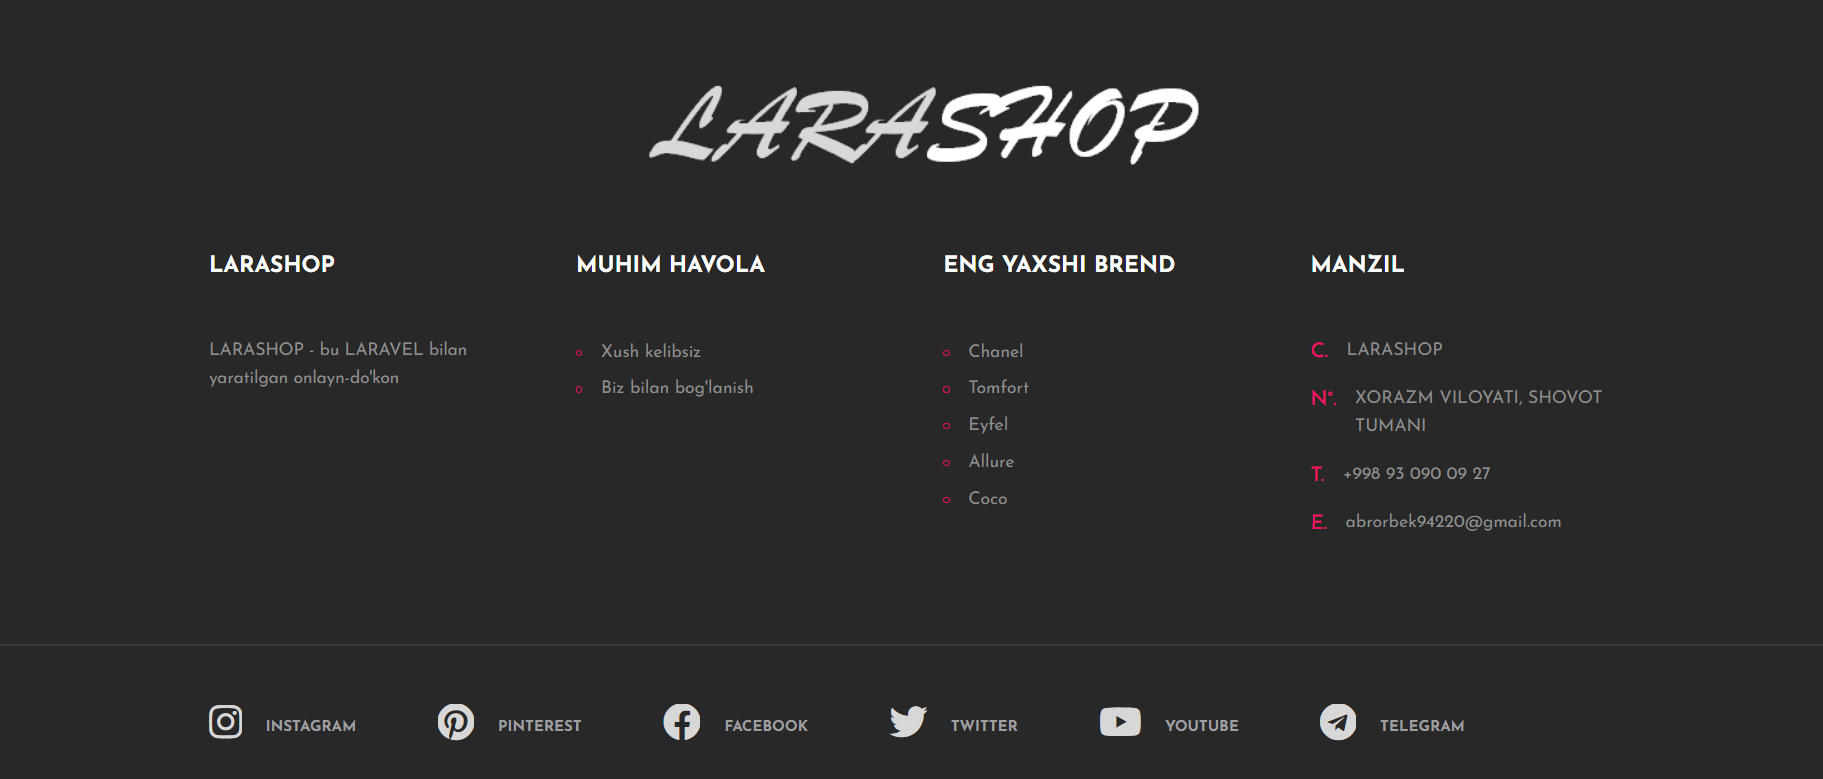 LARASHOP
LARASHOP
LARASHOP - bu LARAVEL bilan
yaratilgan onlayn-do'kon
MUHIM HAVOLA
Xush kelibsiz
Biz bilan bog'lanish
ENG YAXSHI BREND
Chanel
Tomfort
Eyfel
Allure
Coco
MANZIL
C. LARASHOP
N°. XORAZM VILOYATI, SHOVOT
TUMANI
T. +998 93 090 09 27
E. abrorbek94220@gmail.com
INSTAGRAM
PINTEREST
FACEBOOK
TWITTER
YOUTUBE
TELEGRAM